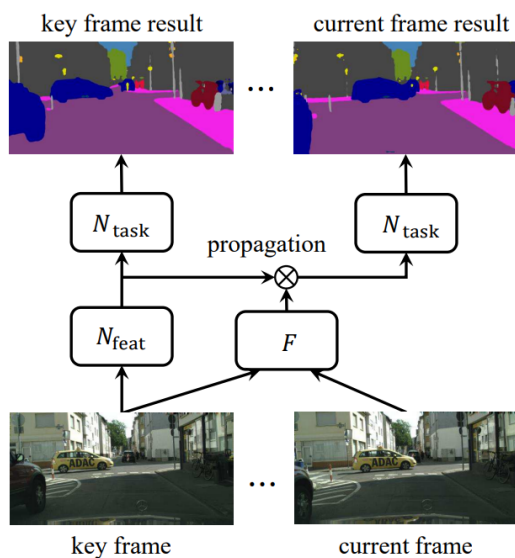 key frame result
current frame result
...
N_task
N_task
propagation
N_feat
F
ADAC
ADAC
...
key frame
current frame